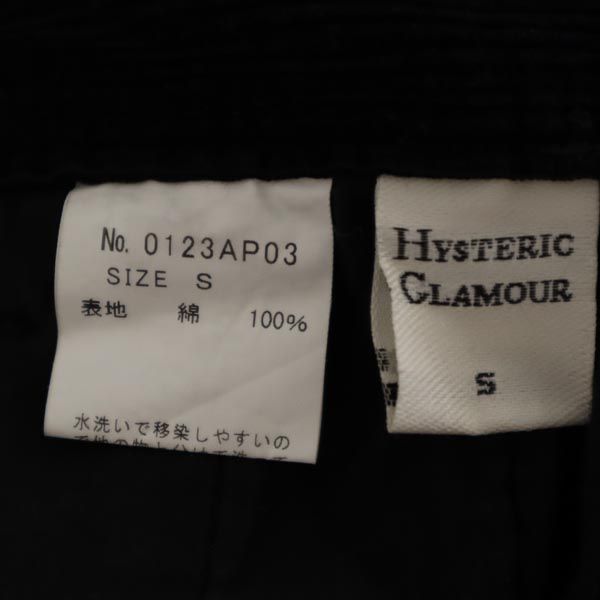 No. 0123AP03
SIZE S
表地 綿 100%
水洗いで移染しやすいの
HYSTERIC
GLAMOUR
S